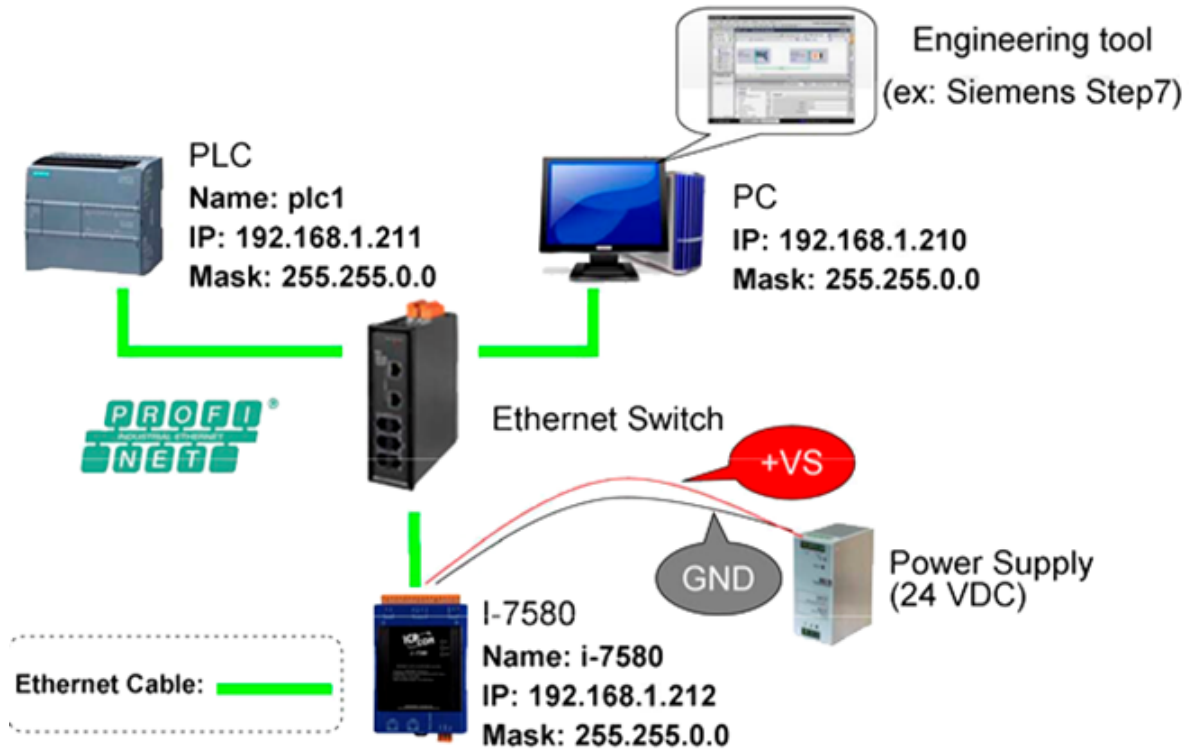 Engineering tool
(ex: Siemens Step7)
PLC
Name: plc1
IP: 192.168.1.211
Mask: 255.255.0.0
PC
IP: 192.168.1.210
Mask: 255.255.0.0
PROFI®
INDUSTRIAL ETHERNET
NET
Ethernet Switch
+VS
GND
Power Supply
(24 VDC)
I-7580
Name: i-7580
IP: 192.168.1.212
Mask: 255.255.0.0
Ethernet Cable: